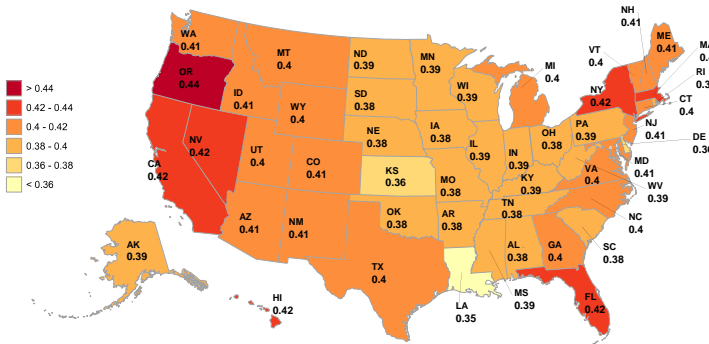 NH
0.41
WA
0.41
ME
0.41
VT
0.4
MT
0.4
ND
0.39
MN
0.39
MI
0.4
RI
OR
0.44
> 0.44
0.42 - 0.44
0.4 - 0.42
0.38 - 0.4
0.36 - 0.38
< 0.36
ID
0.41
SD
0.38
WI
0.39
NY
0.42
CT
0.4
WY
0.4
NE
0.38
IA
0.38
IL
0.39
IN
0.39
OH
0.38
PA
0.39
NJ
0.41
DE
NV
0.42
UT
0.4
CO
0.41
CA
0.42
KS
0.36
MO
0.38
KY
0.39
VA
0.4
MD
0.41
WV
0.39
AZ
0.41
NM
0.41
OK
0.38
AR
0.38
TN
0.38
NC
0.4
SC
0.38
AK
0.39
TX
0.4
AL
0.38
GA
0.4
MS
0.39
HI
0.42
LA
0.35
FL
0.42